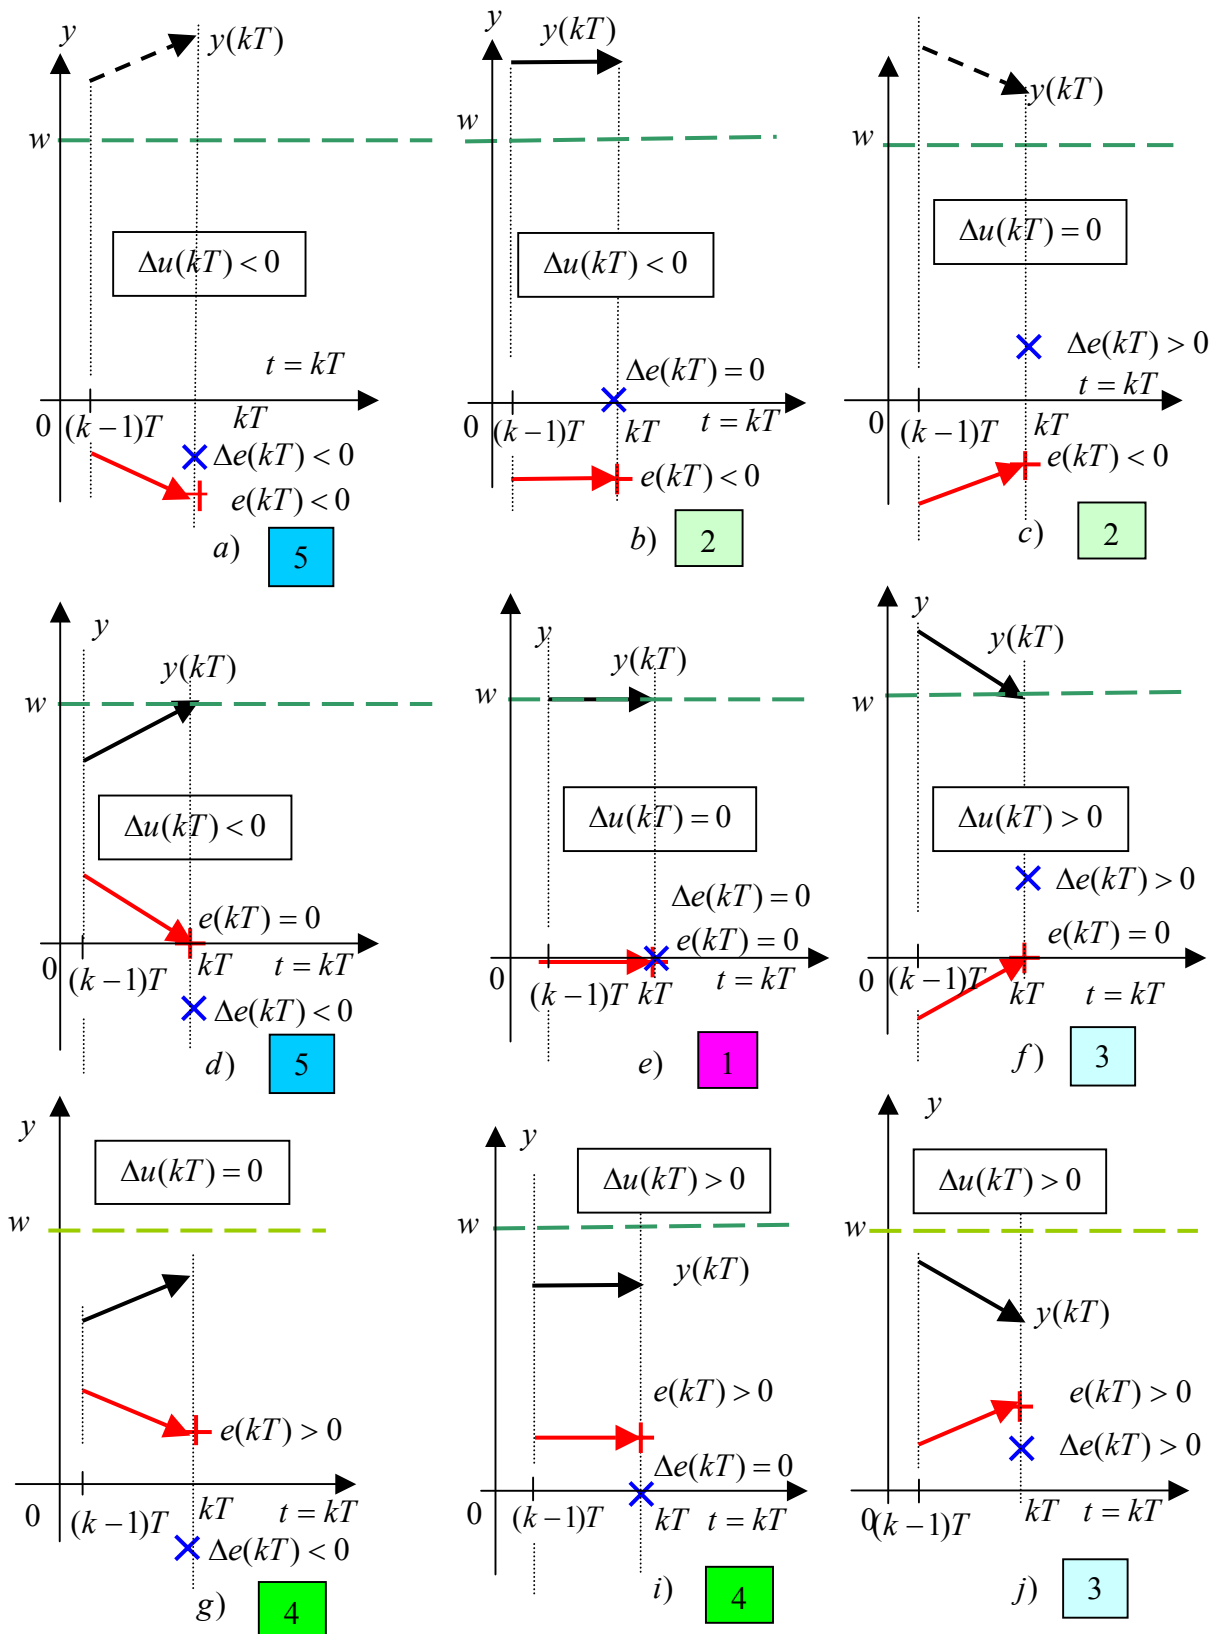 y
y(kT)
w
Δu(kT) < 0
t = kT
0
(k − 1)T
kT
Δe(kT) < 0
e(kT) < 0
a)
5
y
y(kT)
w
Δu(kT) < 0
Δe(kT) = 0
0
(k − 1)T
kT
t = kT
e(kT) < 0
b)
2
y(kT)
w
Δu(kT) = 0
Δe(kT) > 0
t = kT
0
(k − 1)T
kT
e(kT) < 0
c)
2
y
y(kT)
w
Δu(kT) < 0
e(kT) = 0
0
(k − 1)T
kT
t = kT
Δe(kT) < 0
d)
5
y
y(kT)
w
Δu(kT) = 0
Δe(kT) = 0
e(kT) = 0
0
(k − 1)T
kT
t = kT
e)
1
y
y(kT)
w
Δu(kT) > 0
Δe(kT) > 0
e(kT) = 0
0
(k − 1)T
kT
t = kT
f)
3
y
Δu(kT) = 0
w
e(kT) > 0
0
(k − 1)T
kT
t = kT
Δe(kT) < 0
g)
4
y
Δu(kT) > 0
w
y(kT)
e(kT) > 0
Δe(kT) = 0
0
(k − 1)T
kT
t = kT
i)
4
y
Δu(kT) > 0
w
y(kT)
e(kT) > 0
Δe(kT) > 0
0
(k − 1)T
kT
t = kT
j)
3